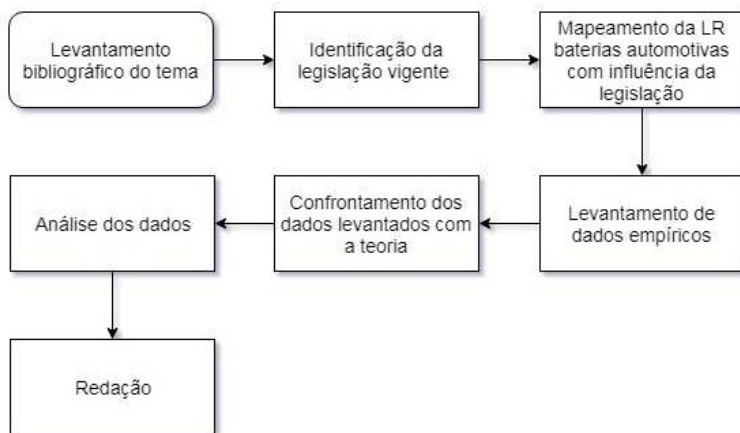 Levantamento
bibliográfico do tema
Identificação da
legislação vigente
Mapeamento da LR
baterias automotivas
com influência da
legislação
Levantamento de
dados empíricos
Confrontamento dos
dados levantados com
a teoria
Análise dos dados
Redação